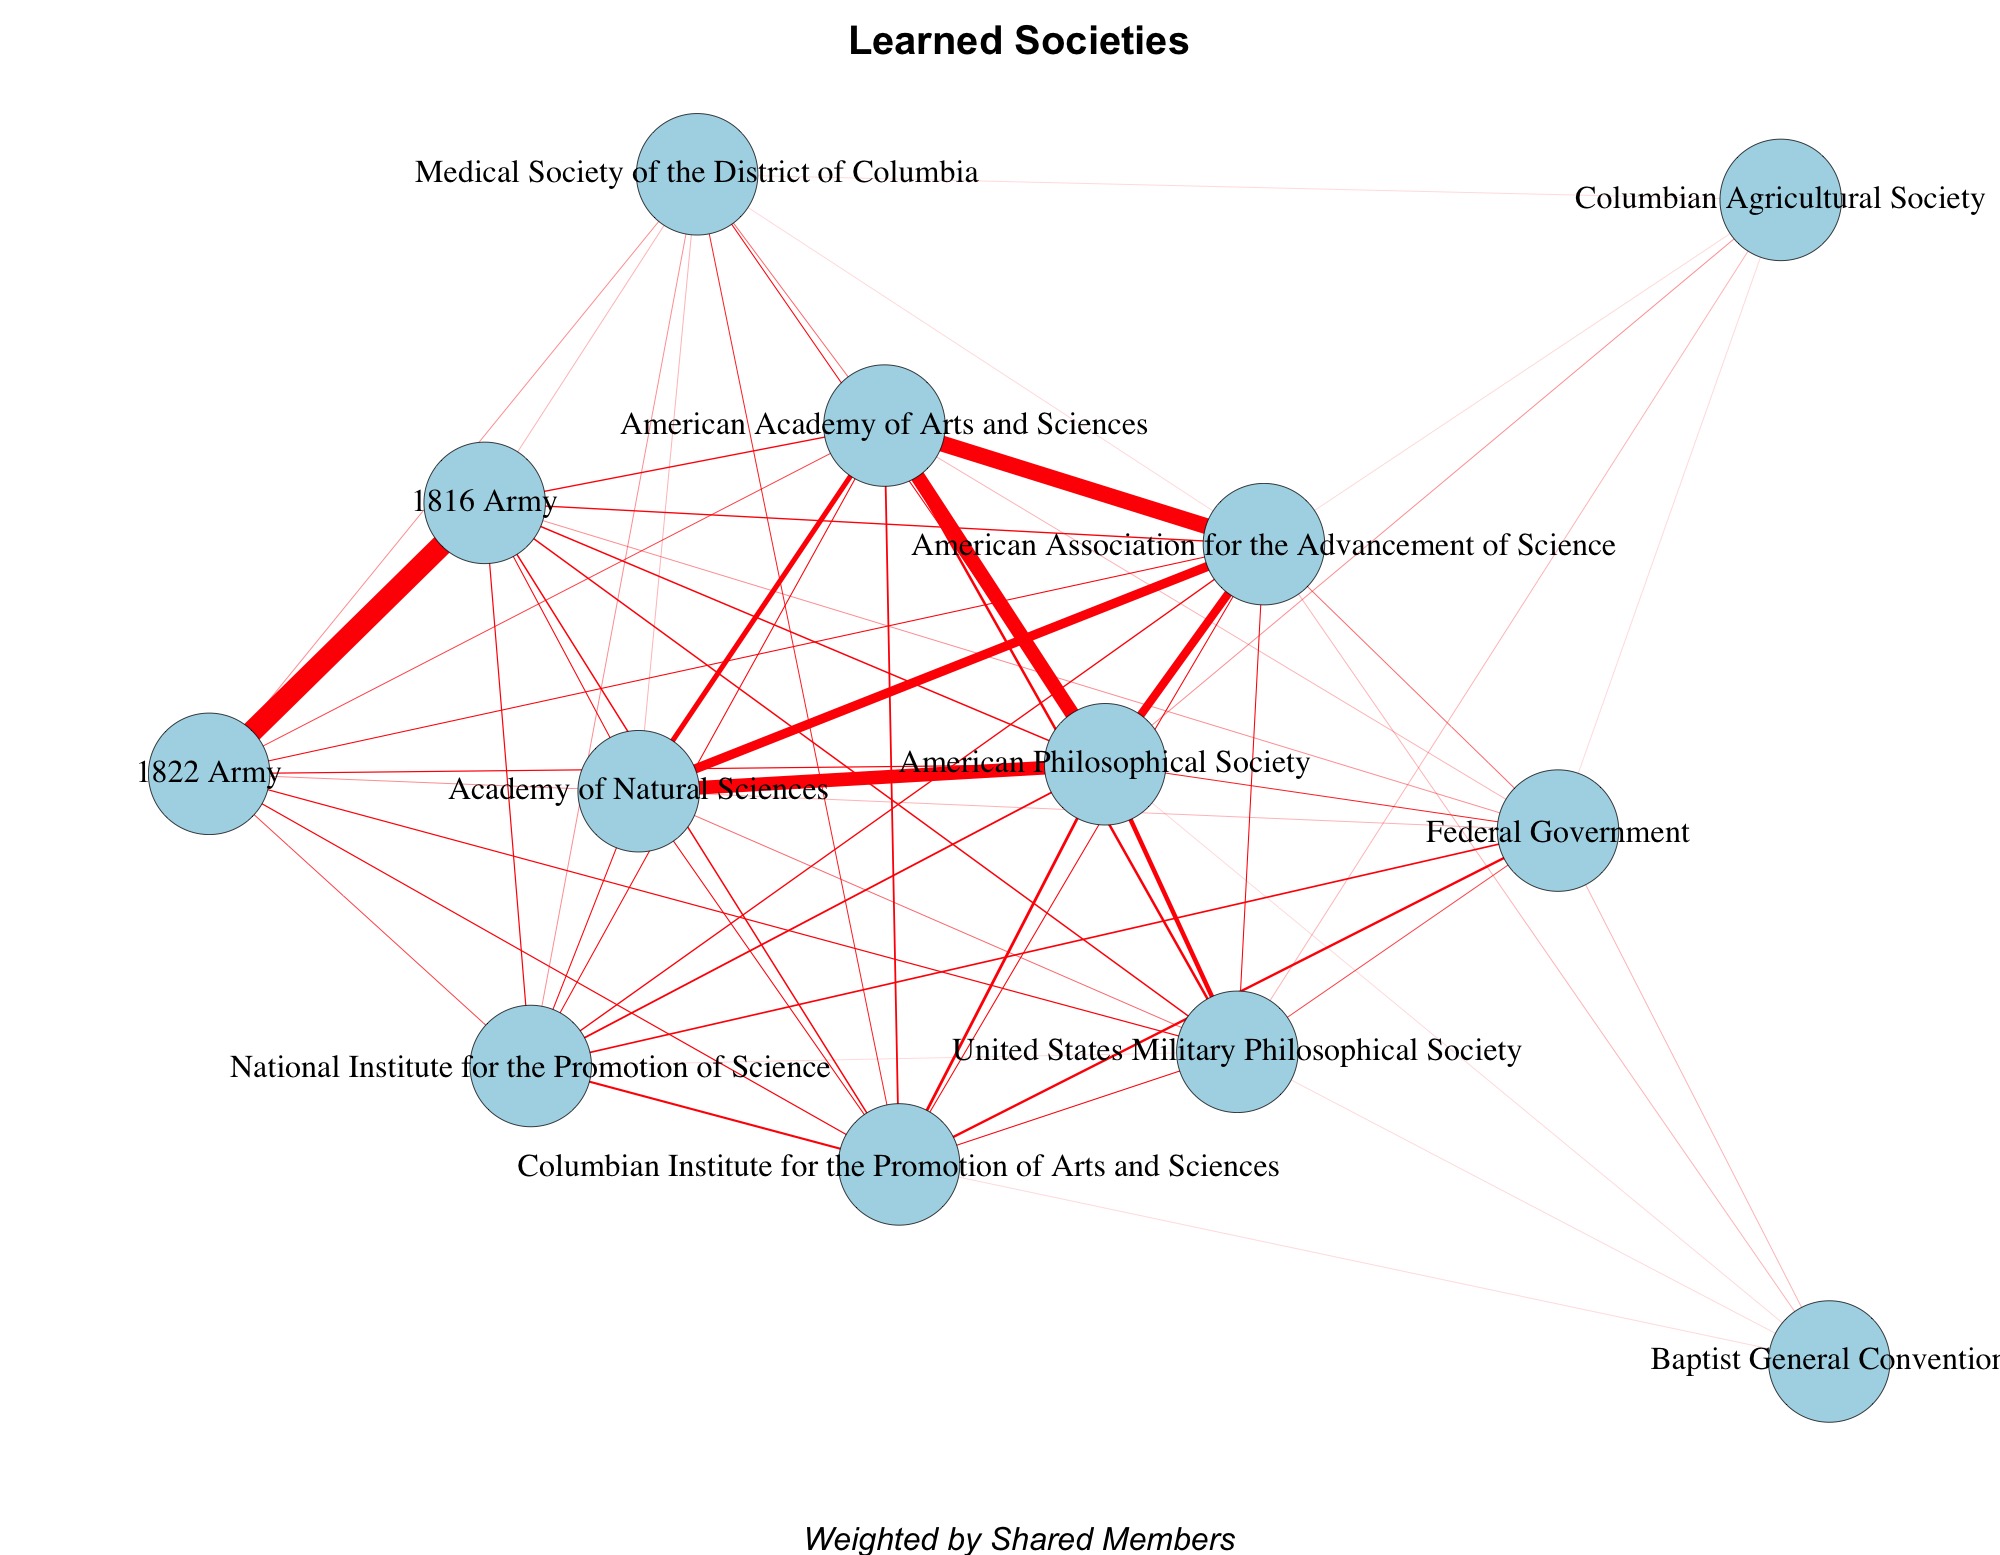 Learned Societies
Medical Society of the District of Columbia
Columbian Agricultural Society
American Academy of Arts and Sciences
1816 Army
American Association for the Advancement of Science
American Philosophical Society
1822 Army
Academy of Natural Sciences
Federal Government
United States Military Philosophical Society
National Institute for the Promotion of Science
Columbian Institute for the Promotion of Arts and Sciences
Baptist General Convention
Weighted by Shared Members